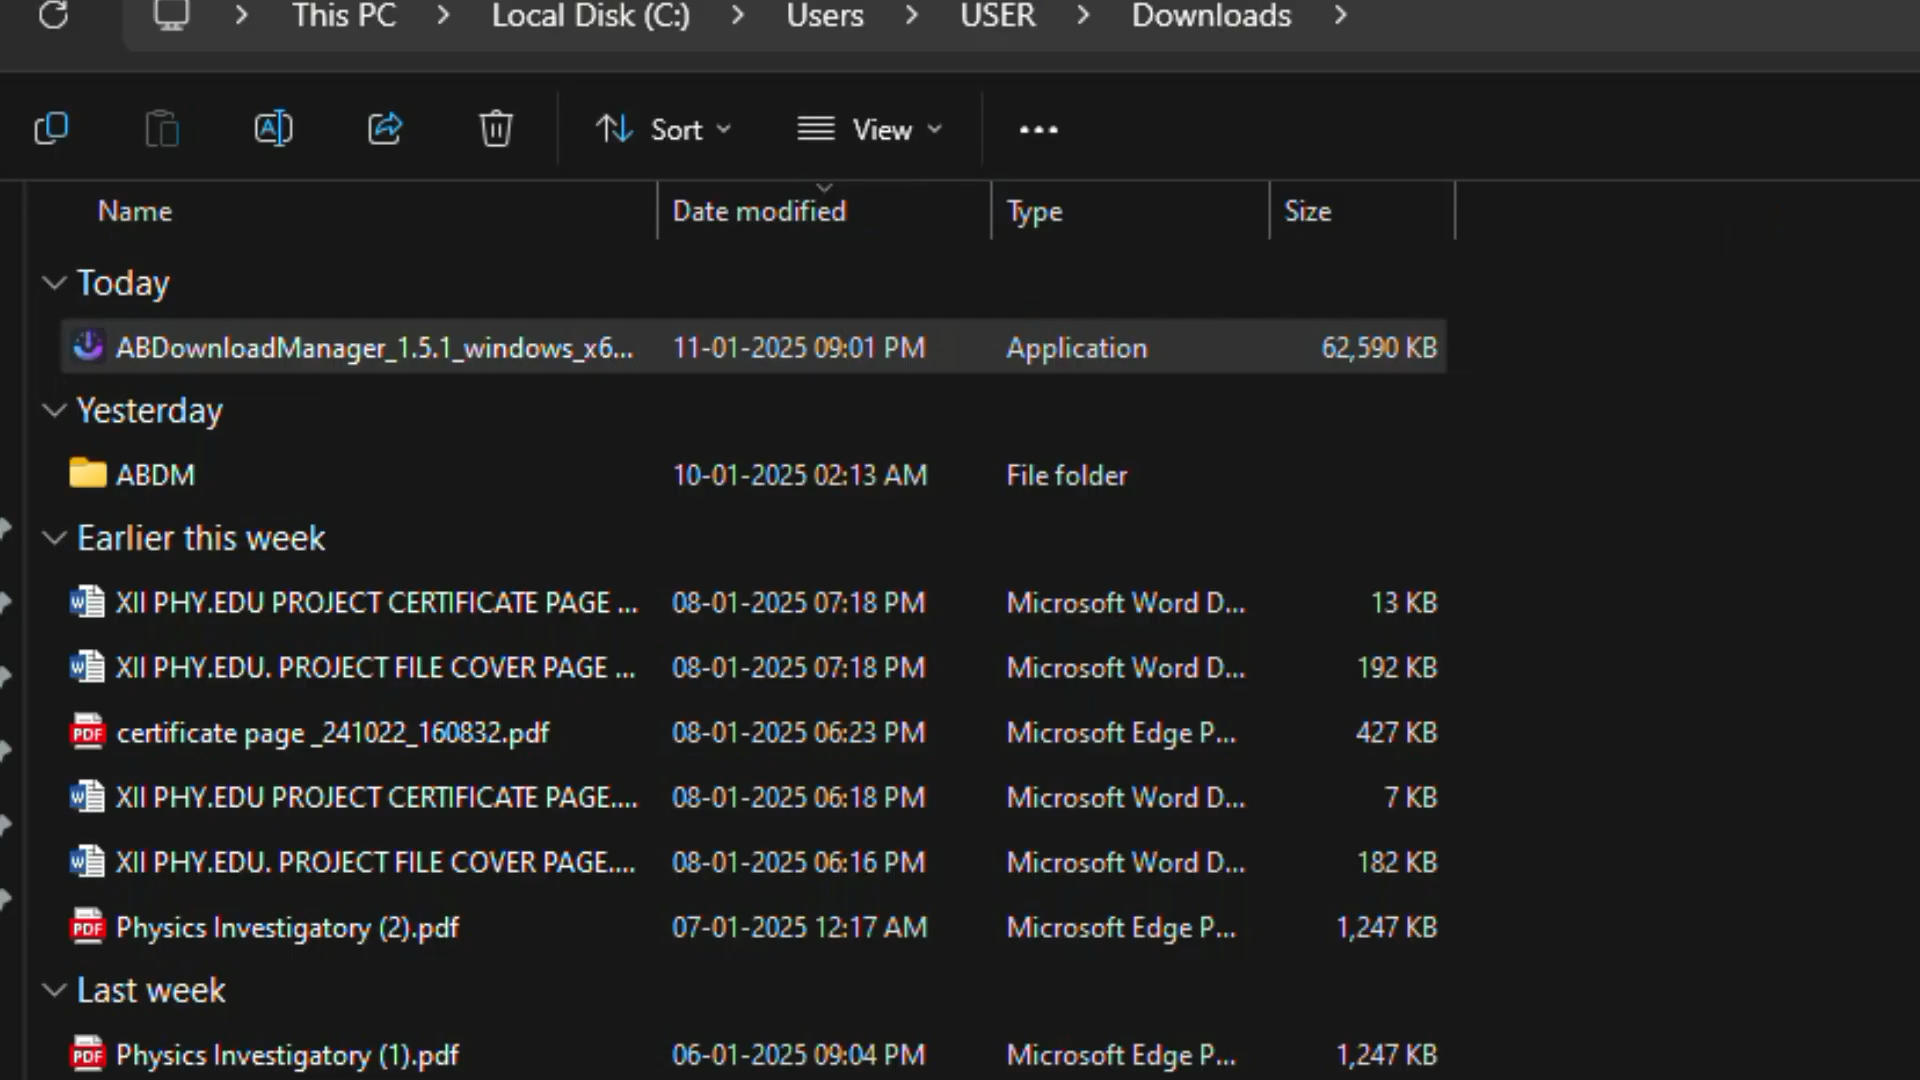 This PC > Local Disk (C:) > Users > USER > Downloads >
Sort View
Name Date modified Type Size
Today
ABDownloadManager_1.5.1_windows_x6... 11-01-2025 09:01 PM Application 62,590 KB
Yesterday
ABDM 10-01-2025 02:13 AM File folder
Earlier this week
XII PHY.EDU PROJECT CERTIFICATE PAGE ... 08-01-2025 07:18 PM Microsoft Word D... 13 KB
XII PHY.EDU. PROJECT FILE COVER PAGE ... 08-01-2025 07:18 PM Microsoft Word D... 192 KB
certificate page _241022_160832.pdf 08-01-2025 06:23 PM Microsoft Edge P... 427 KB
XII PHY.EDU PROJECT CERTIFICATE PAGE.... 08-01-2025 06:18 PM Microsoft Word D... 7 KB
XII PHY.EDU. PROJECT FILE COVER PAGE.... 08-01-2025 06:16 PM Microsoft Word D... 182 KB
Physics Investigatory (2).pdf 07-01-2025 12:17 AM Microsoft Edge P... 1,247 KB
Last week
Physics Investigatory (1).pdf 06-01-2025 09:04 PM Microsoft Edge P... 1,247 KB